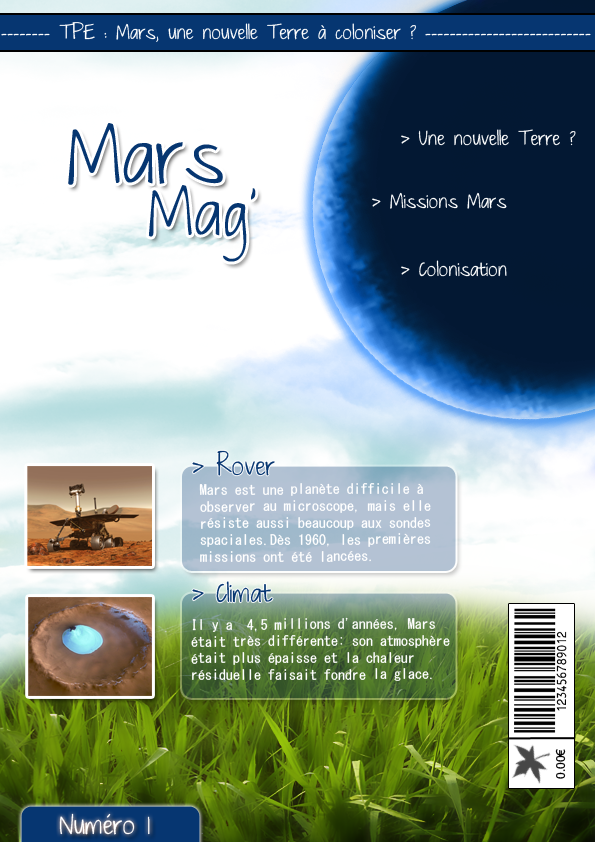 -------- TPE : Mars, une nouvelle Terre à coloniser ? ---------------------------
Mars
Mag'
> Une nouvelle Terre ?
> Missions Mars
> Colonisation
> Rover
Mars est une planète difficile à
observer au microscope, mais elle
résiste aussi beaucoup aux sondes
spaciales.Dès 1960, les premières
missions ont été lancées.
> Climat
Il y a 4,5 millions d'années, Mars
était très différente: son atmosphère
était plus épaisse et la chaleur
résiduelle faisait fondre la glace.
123456789012
0.00€
Numéro 1